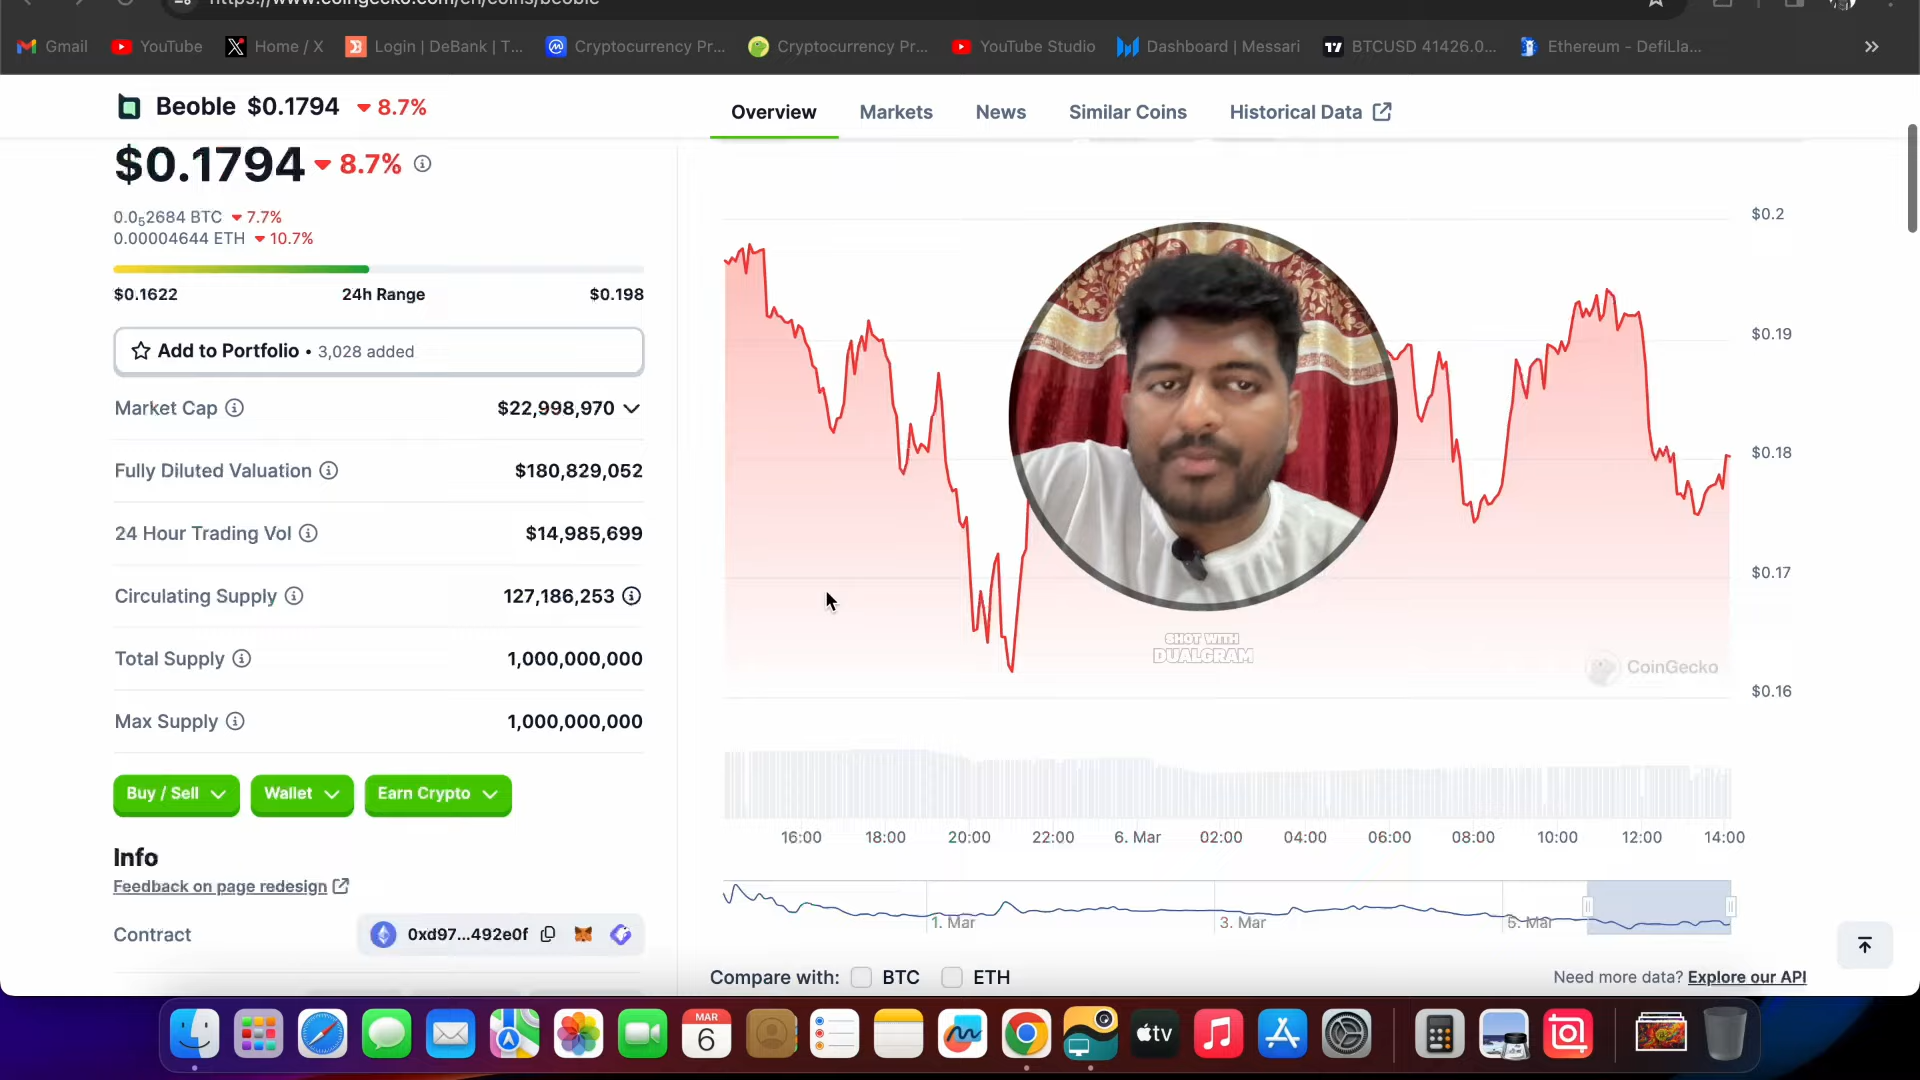 Gmail YouTube Home / X Login | DeBank | T... Cryptocurrency Pr... Cryptocurrency Pr... YouTube Studio Dashboard | Messari BTCUSD 41426.0... Ethereum - DefiLla...
Beoble $0.1794 8.7%
Overview Markets News Similar Coins Historical Data
$0.1794 8.7%
0.0₅2684 BTC 7.7%
0.00004644 ETH 10.7%
$0.1622 24h Range $0.198
Add to Portfolio • 3,028 added
Market Cap $22,998,970
Fully Diluted Valuation $180,829,052
24 Hour Trading Vol $14,985,699
Circulating Supply 127,186,253
Total Supply 1,000,000,000
Max Supply 1,000,000,000
Buy / Sell Wallet Earn Crypto
Info
Feedback on page redesign
Contract 0xd97...492e0f
$0.2
$0.19
$0.18
$0.17
$0.16
SHOT WITH
DUALGRAM
CoinGecko
16:00 18:00 20:00 22:00 6. Mar 02:00 04:00 06:00 08:00 10:00 12:00 14:00
1. Mar 3. Mar 5. Mar
Compare with: BTC ETH
Need more data? Explore our API
MAR
6
tv